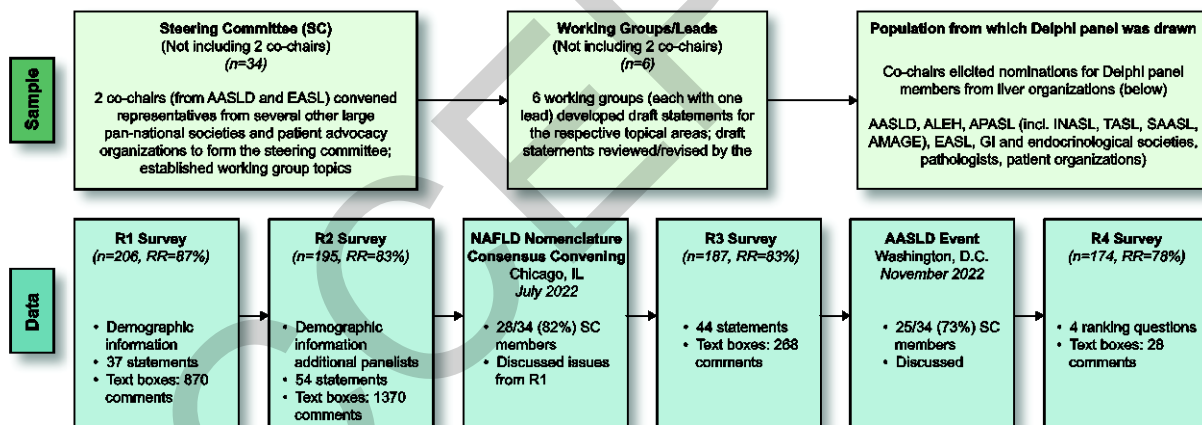 Sample
Steering Committee (SC)
(Not including 2 co-chairs)
(n=34)
2 co-chairs (from AASLD and EASL) convened
representatives from several other large
pan-national societies and patient advocacy
organizations to form the steering committee;
established working group topics
Working Groups/Leads
(Not including 2 co-chairs)
(n=6)
6 working groups (each with one
lead) developed draft statements for
the respective topical areas; draft
statements reviewed/revised by the
Population from which Delphi panel was drawn
Co-chairs elicited nominations for Delphi panel
members from liver organizations (below)
AASLD, ALEH, APASL (incl. INASL, TASL, SAASL,
AMAGE), EASL, GI and endocrinological societies,
pathologists, patient organizations)
Data
R1 Survey
(n=206, RR=87%)
• Demographic
information
• 37 statements
• Text boxes: 870
comments
R2 Survey
(n=195, RR=83%)
• Demographic
information
additional panelists
• 54 statements
• Text boxes: 1370
comments
NAFLD Nomenclature
Consensus Convening
Chicago, IL
July 2022
• 28/34 (82%) SC
members
• Discussed issues
from R1
R3 Survey
(n=187, RR=83%)
• 44 statements
• Text boxes: 268
comments
AASLD Event
Washington, D.C.
November 2022
• 25/34 (73%) SC
members
• Discussed
R4 Survey
(n=174, RR=78%)
• 4 ranking questions
• Text boxes: 28
comments